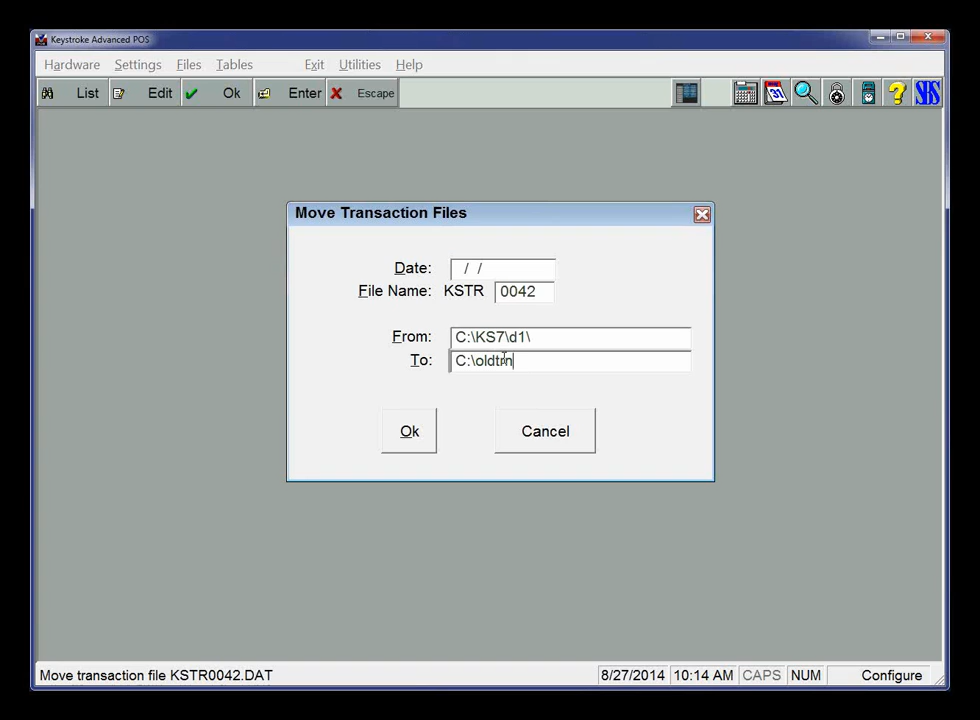 Keystroke Advanced POS
Hardware Settings Files Tables Exit Utilities Help
List Edit Ok Enter Escape 31 ? SBS
Move Transaction Files
Date: / /
File Name: KSTR 0042
From: C:\KS7\d1\
To: C:\oldtrn
Ok Cancel
Move transaction file KSTR0042.DAT 8/27/2014 10:14 AM CAPS NUM Configure